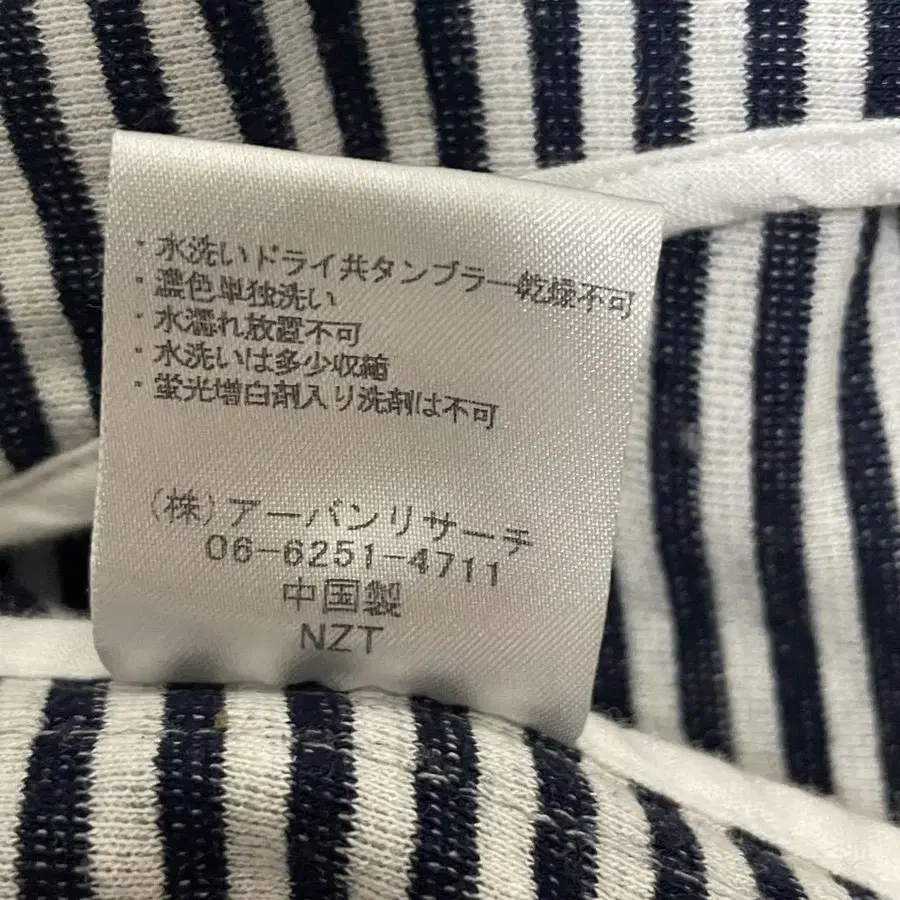 ・水洗いドライ共タンブラー乾燥不可
・濃色単独洗い
・水濡れ放置不可
・水洗いは多少収縮
・蛍光増白剤入り洗剤は不可
(株)アーバンリサーチ
06-6251-4711
中国製
NZT